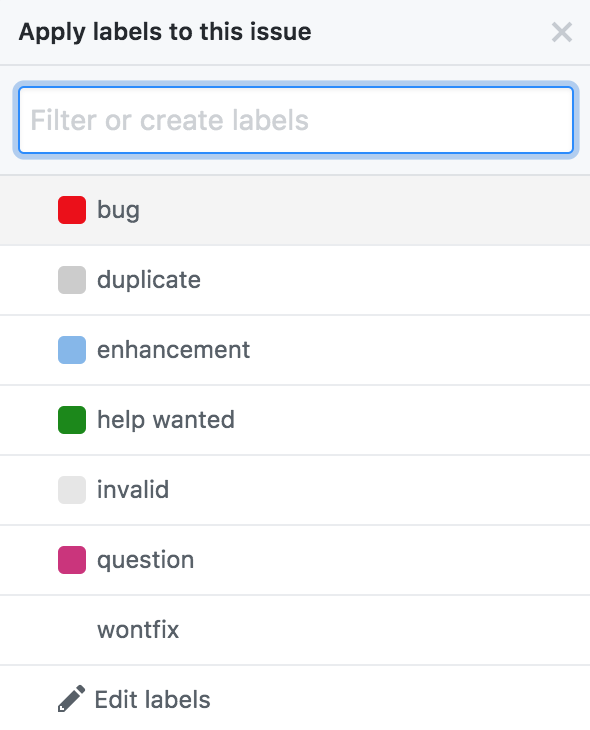 Apply labels to this issue
Filter or create labels
bug
duplicate
enhancement
help wanted
invalid
question
wontfix
Edit labels